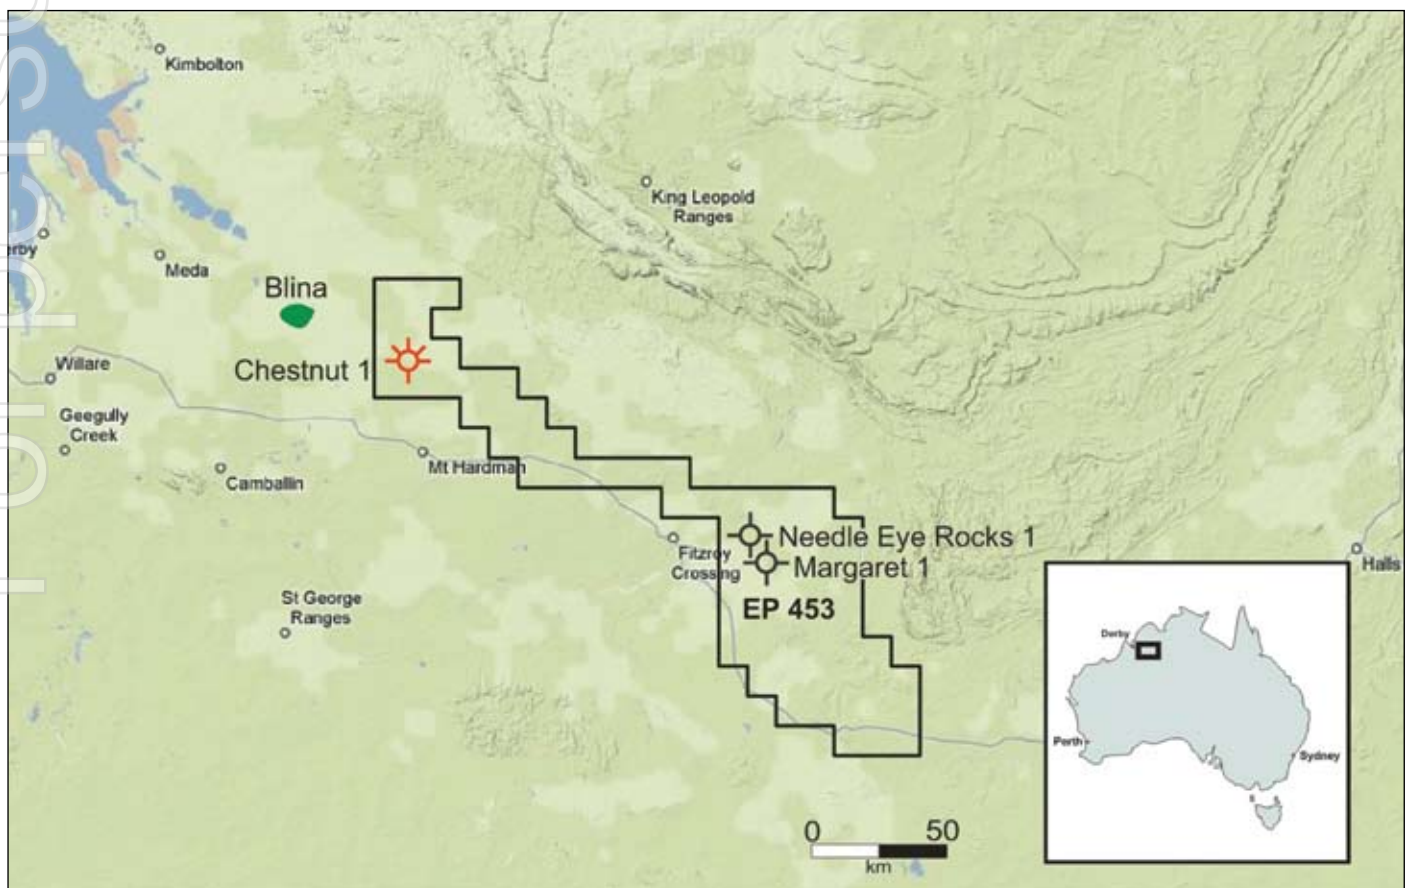 Kimbolton
King Leopold
Ranges
erby
Meda
Blina
Chestnut 1
Willare
Geegully
Creek
Mt Hardman
Camballin
Needle Eye Rocks 1
Fitzroy
Crossing
Margaret 1
Halls
EP 453
St George
Ranges
Derby
Perth
Sydney
0 50
km